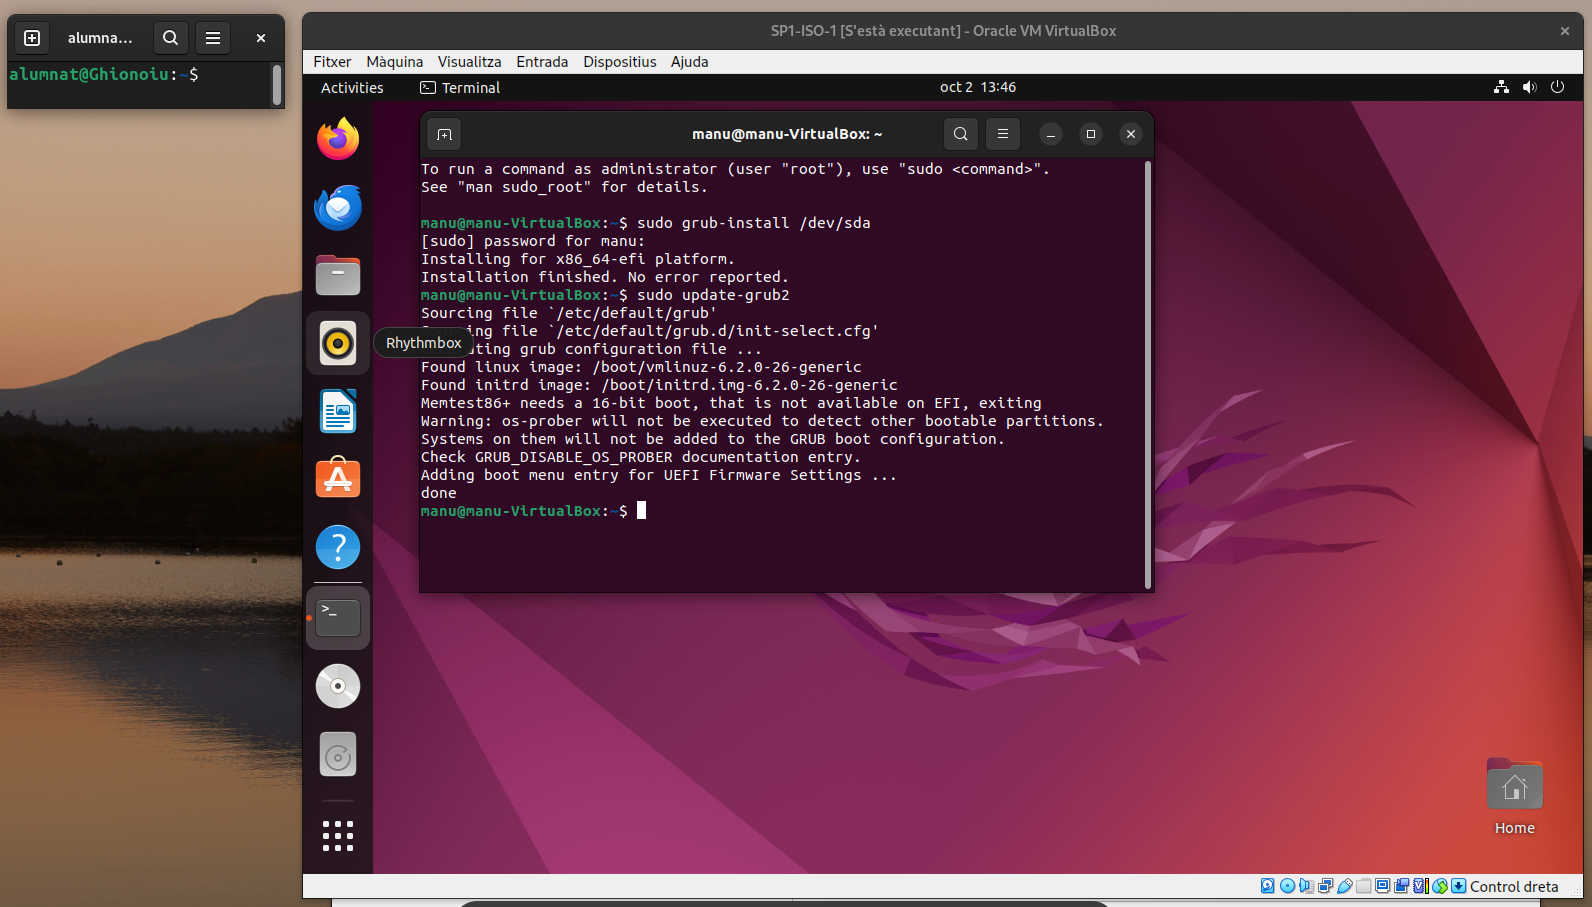 alumna...
alumnat@Ghionoiu:~$
SP1-ISO-1 [S'està executant] - Oracle VM VirtualBox
Fitxer Màquina Visualitza Entrada Dispositius Ajuda
Activities Terminal oct 2 13:46
manu@manu-VirtualBox: ~
To run a command as administrator (user "root"), use "sudo <command>".
See "man sudo_root" for details.
manu@manu-VirtualBox:~$ sudo grub-install /dev/sda
[sudo] password for manu:
Installing for x86_64-efi platform.
Installation finished. No error reported.
manu@manu-VirtualBox:~$ sudo update-grub2
Sourcing file `/etc/default/grub'
ng file `/etc/default/grub.d/init-select.cfg'
Rhythmbox
ting grub configuration file ...
Found linux image: /boot/vmlinuz-6.2.0-26-generic
Found initrd image: /boot/initrd.img-6.2.0-26-generic
Memtest86+ needs a 16-bit boot, that is not available on EFI, exiting
Warning: os-prober will not be executed to detect other bootable partitions.
Systems on them will not be added to the GRUB boot configuration.
Check GRUB_DISABLE_OS_PROBER documentation entry.
Adding boot menu entry for UEFI Firmware Settings ...
done
manu@manu-VirtualBox:~$
Home
Control dreta